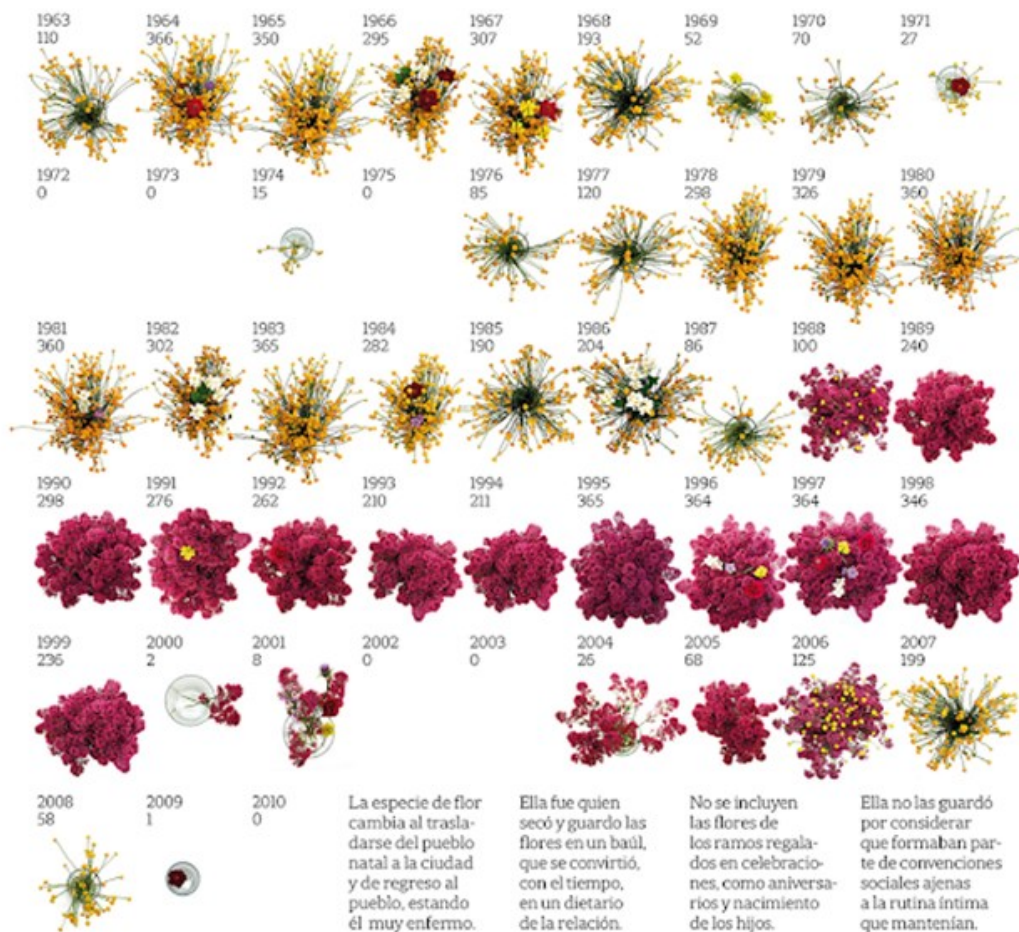 1963 1964 1965 1966 1967 1968 1969 1970 1971
110 366 350 295 307 193 52 70 27
1972 1973 1974 1975 1976 1977 1978 1979 1980
0 0 15 0 85 120 298 326 360
1981 1982 1983 1984 1985 1986 1987 1988 1989
360 302 365 282 190 204 86 100 240
1990 1991 1992 1993 1994 1995 1996 1997 1998
298 276 262 210 211 365 364 364 346
1999 2000 2001 2002 2003 2004 2005 2006 2007
236 2 8 0 0 26 68 125 199
2008 2009 2010
58 1 0
La especie de flor
cambia al trasla-
darse del pueblo
natal a la ciudad
y de regreso al
pueblo, estando
él muy enfermo.
Ella fue quien
secó y guardo las
flores en un baúl,
que se convirtió,
con el tiempo,
en un dietario
de la relación.
No se incluyen
las flores de
los ramos regala-
dos en celebracio-
nes, como aniversa-
rios y nacimiento
de los hijos.
Ella no las guardó
por considerar
que formaban par-
te de convenciones
sociales ajenas
a la rutina íntima
que mantenían.